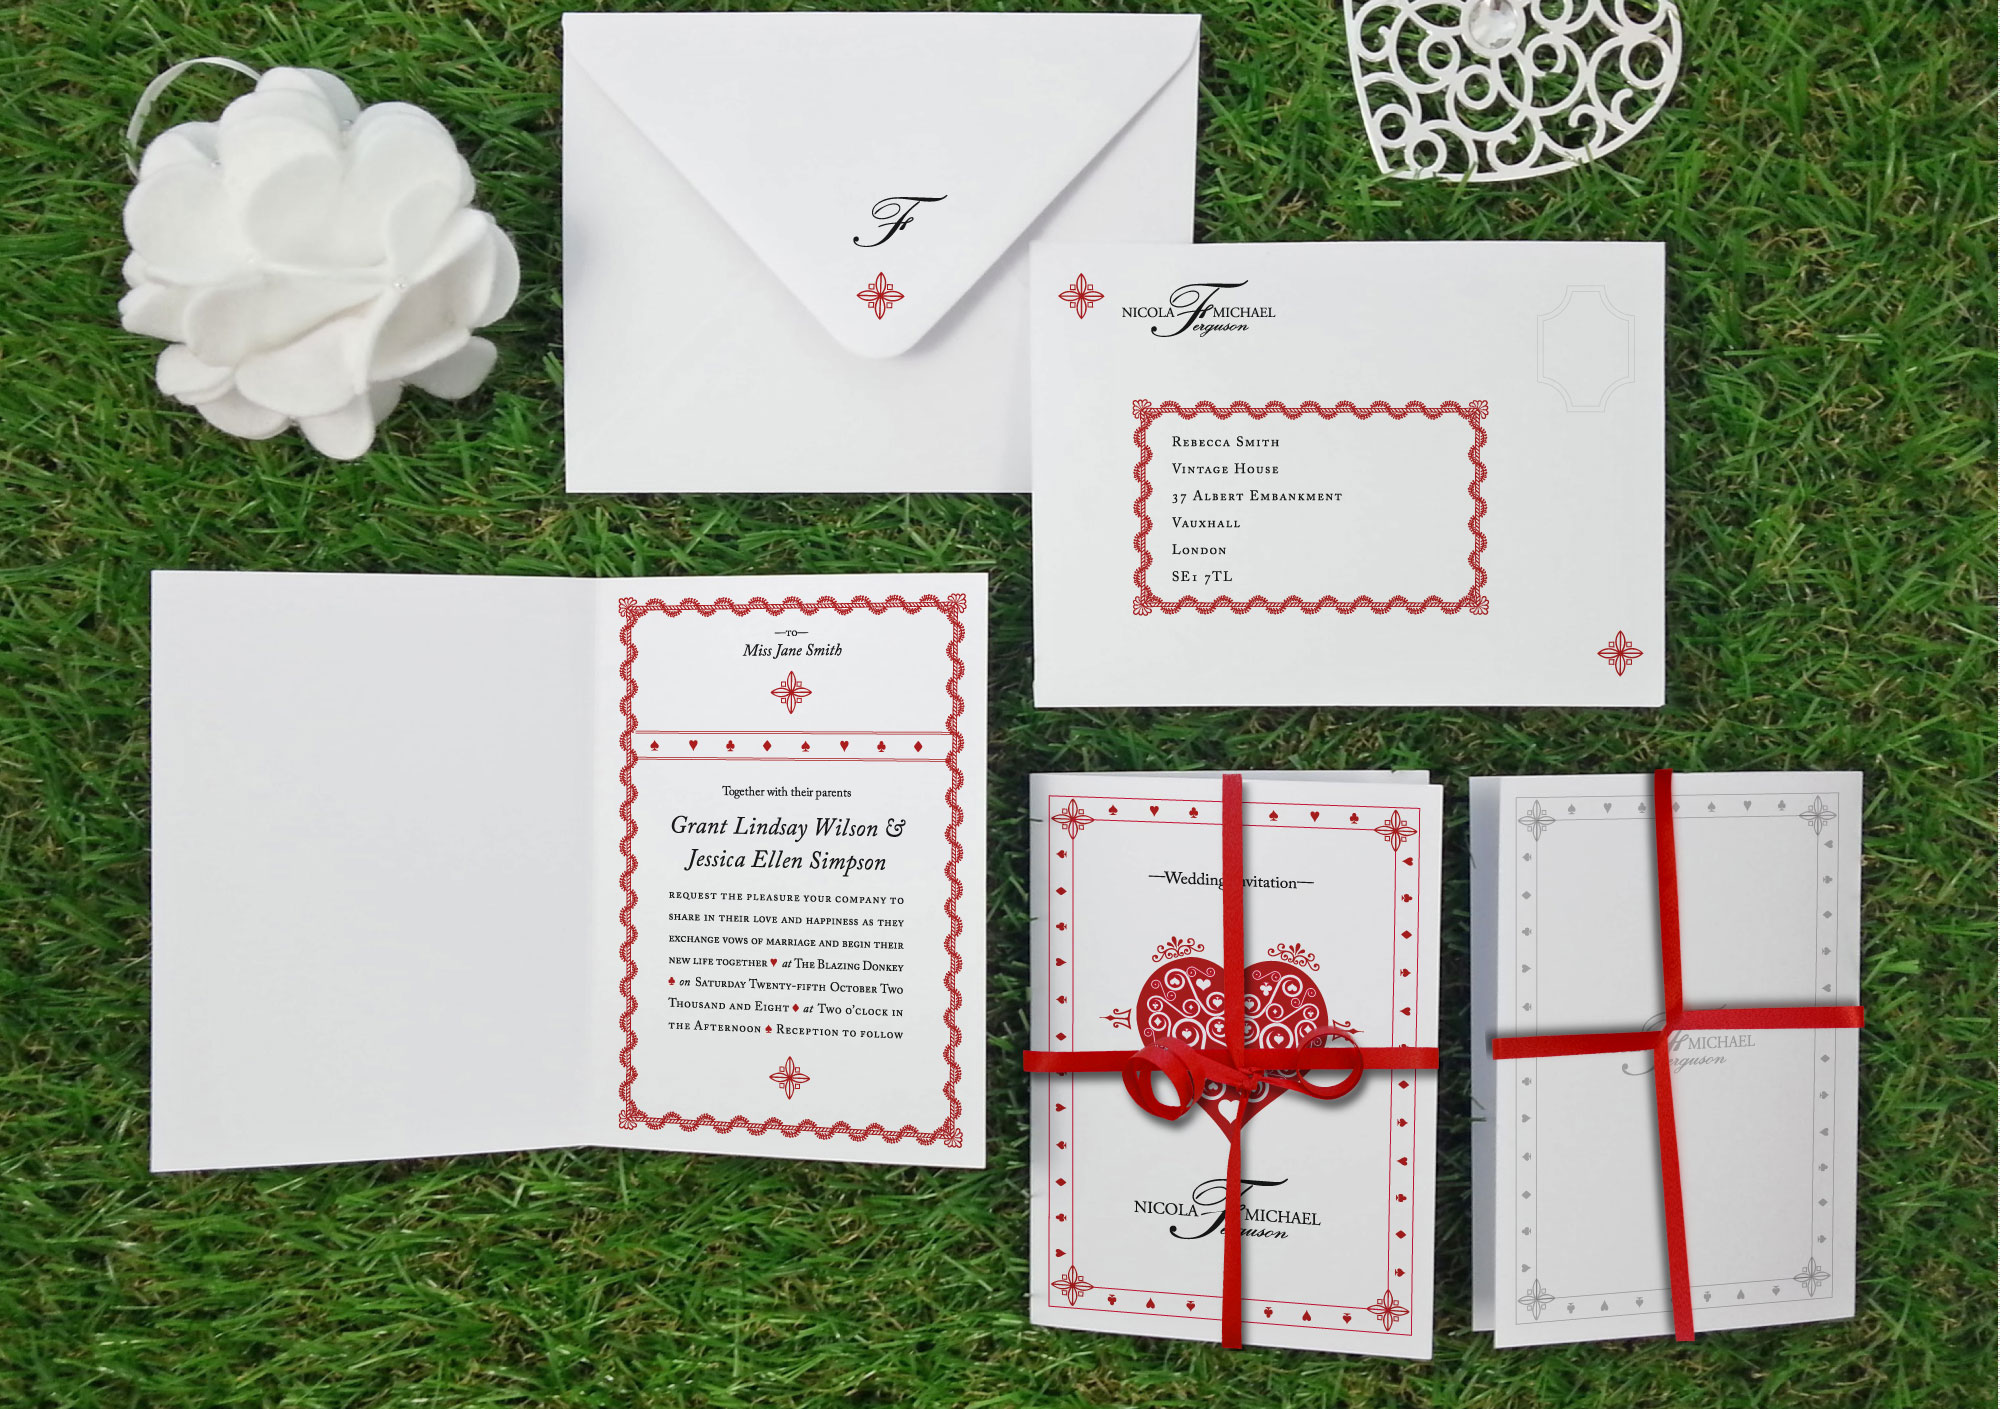 F
NICOLA F MICHAEL
Ferguson
Rebecca Smith
Vintage House
37 Albert Embankment
Vauxhall
London
SE1 7TL
—TO—
Miss Jane Smith
Together with their parents
Grant Lindsay Wilson &
Jessica Ellen Simpson
REQUEST THE PLEASURE YOUR COMPANY TO
SHARE IN THEIR LOVE AND HAPPINESS AS THEY
EXCHANGE VOWS OF MARRIAGE AND BEGIN THEIR
NEW LIFE TOGETHER ♥ at The Blazing Donkey
♠ on Saturday Twenty-fifth October Two
Thousand and Eight ♦ at Two o'clock in
the Afternoon ♠ Reception to follow
—Wedding Invitation—
NICOLA F MICHAEL
Ferguson
MICHAEL
Ferguson